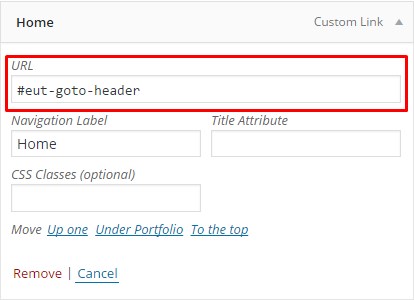 Home Custom Link
URL
#eut-goto-header
Navigation Label Title Attribute
Home
CSS Classes (optional)
Move Up one Under Portfolio To the top
Remove | Cancel